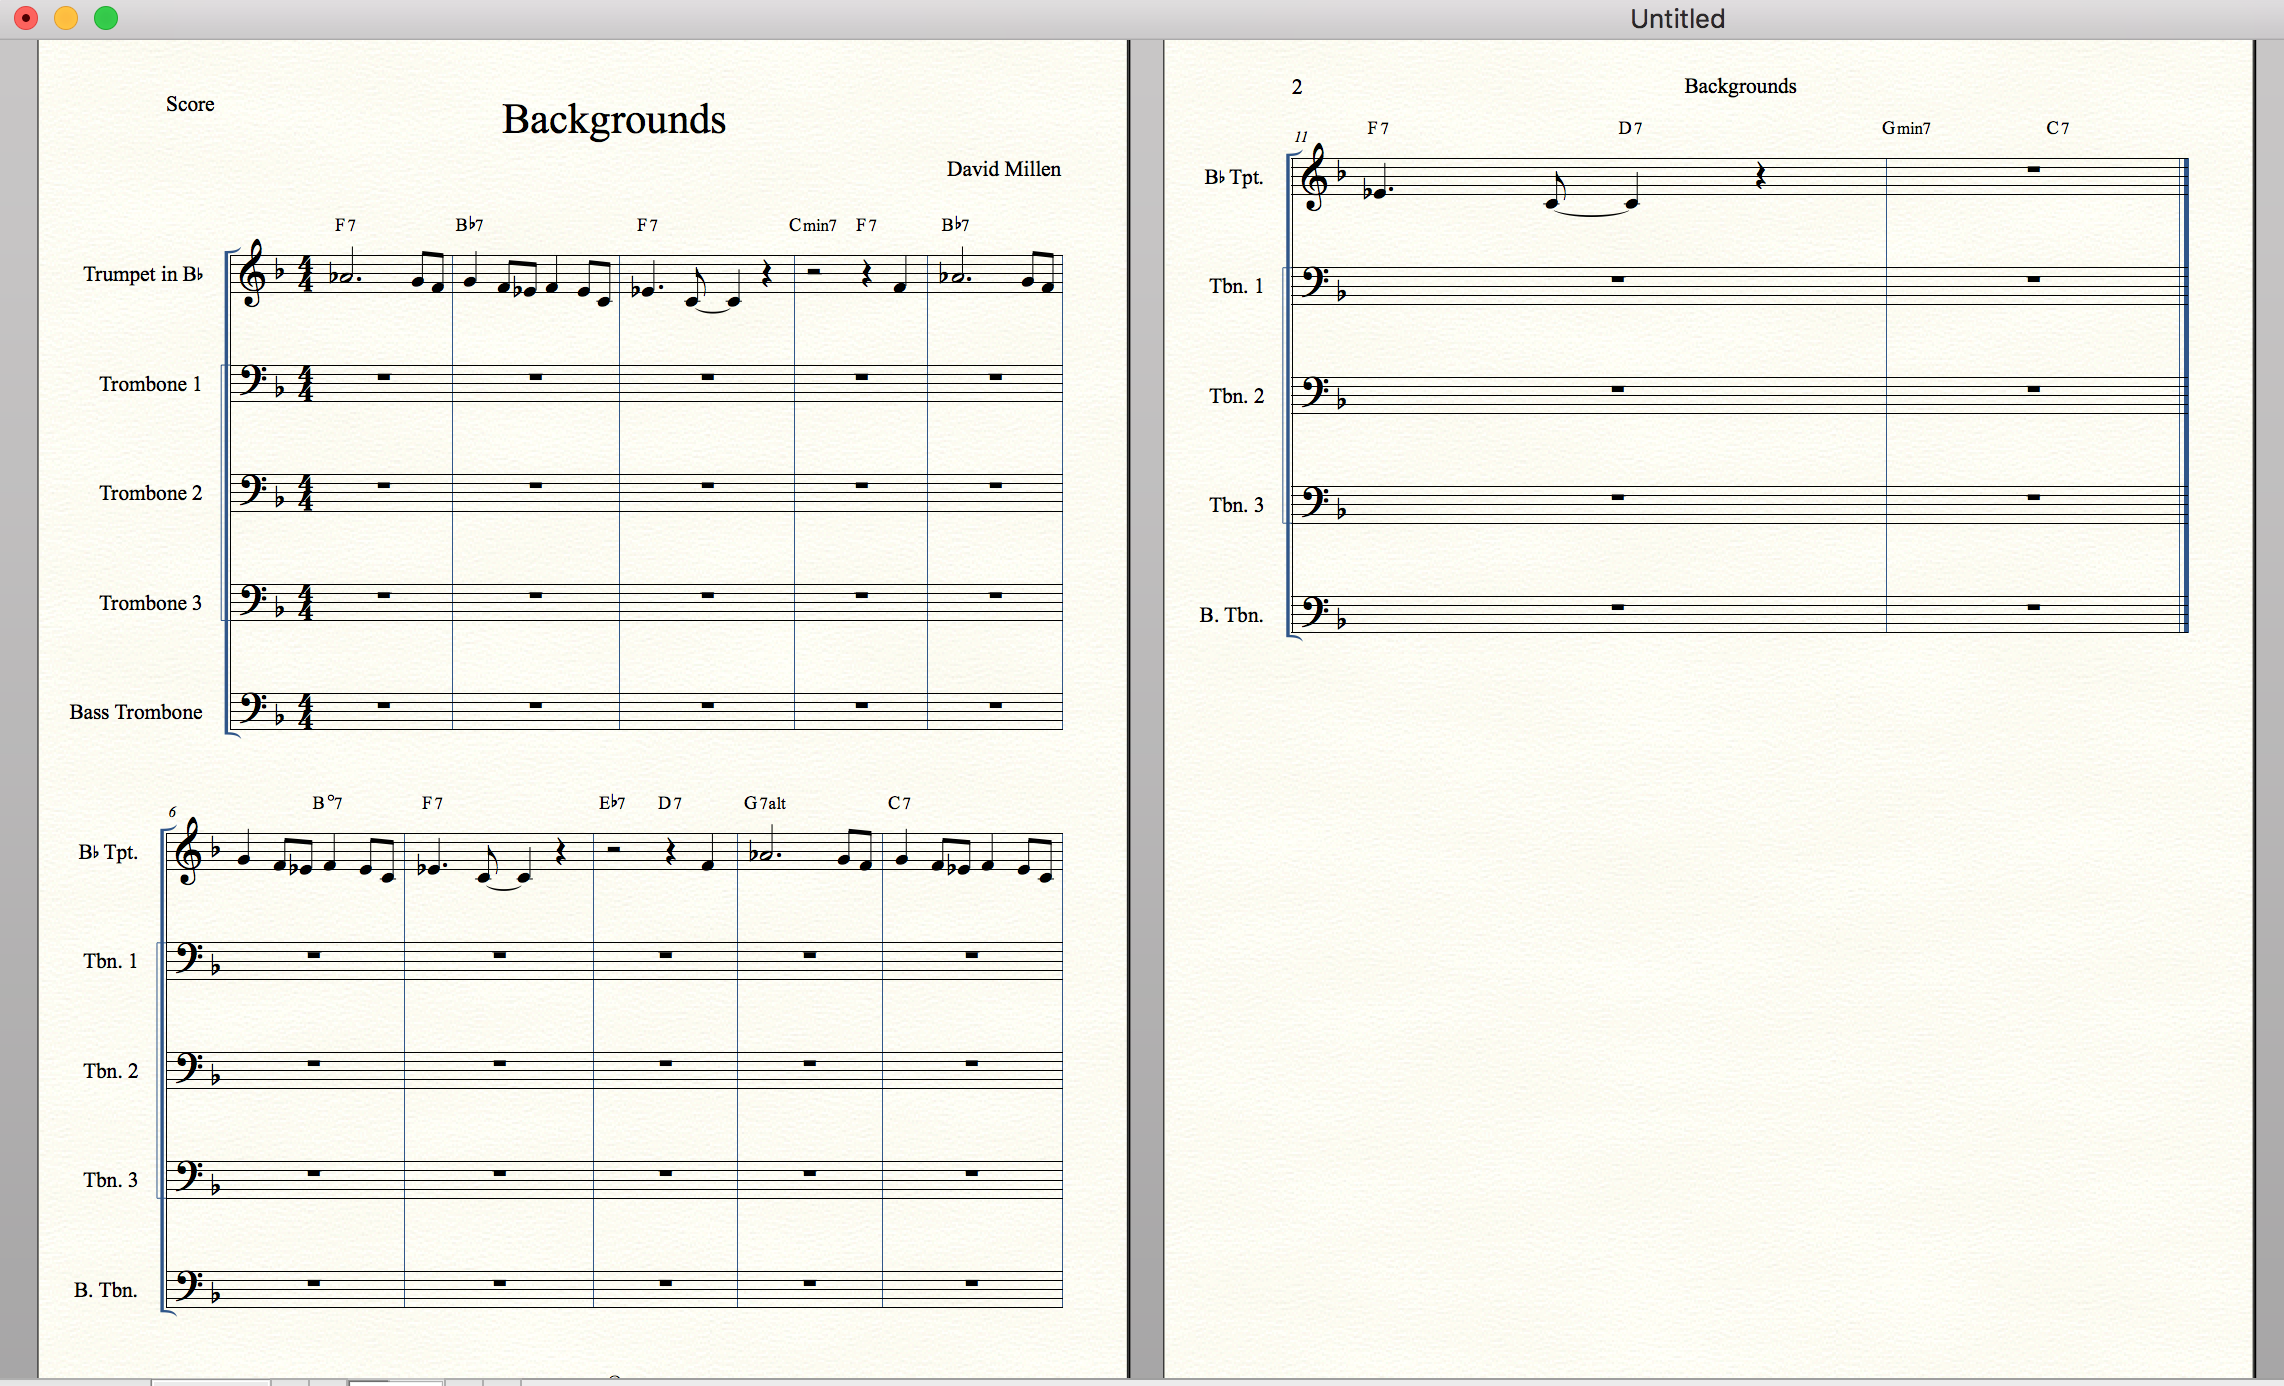 Untitled
Score
Backgrounds
David Millen
F7 B♭7 F7 Cmin7 F7 B♭7
Trumpet in B♭
Trombone 1
Trombone 2
Trombone 3
Bass Trombone
6 B°7 F7 E♭7 D7 G7alt C7
B♭ Tpt.
Tbn. 1
Tbn. 2
Tbn. 3
B. Tbn.
2 Backgrounds
11 F7 D7 Gmin7 C7
B♭ Tpt.
Tbn. 1
Tbn. 2
Tbn. 3
B. Tbn.